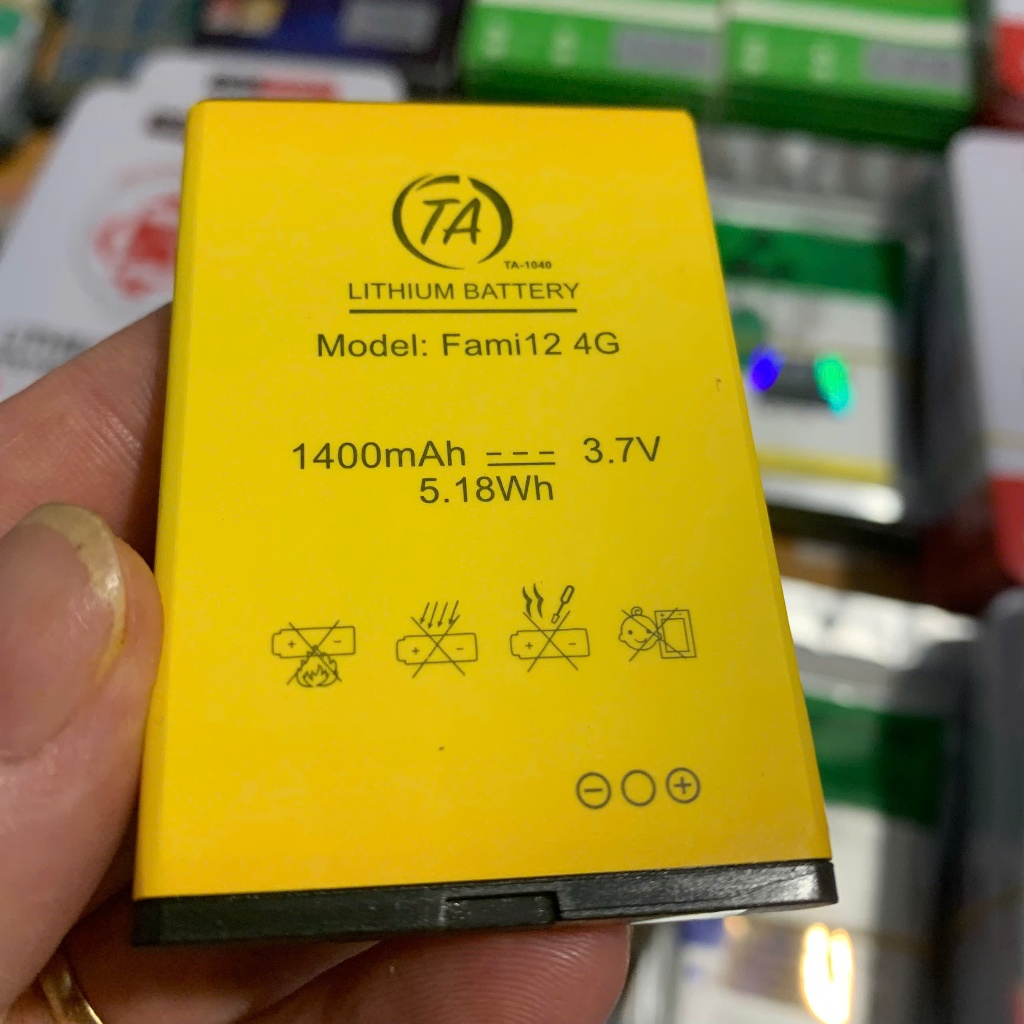 TA
TA-1040
LITHIUM BATTERY
Model: Fami12 4G
1400mAh 3.7V
5.18Wh